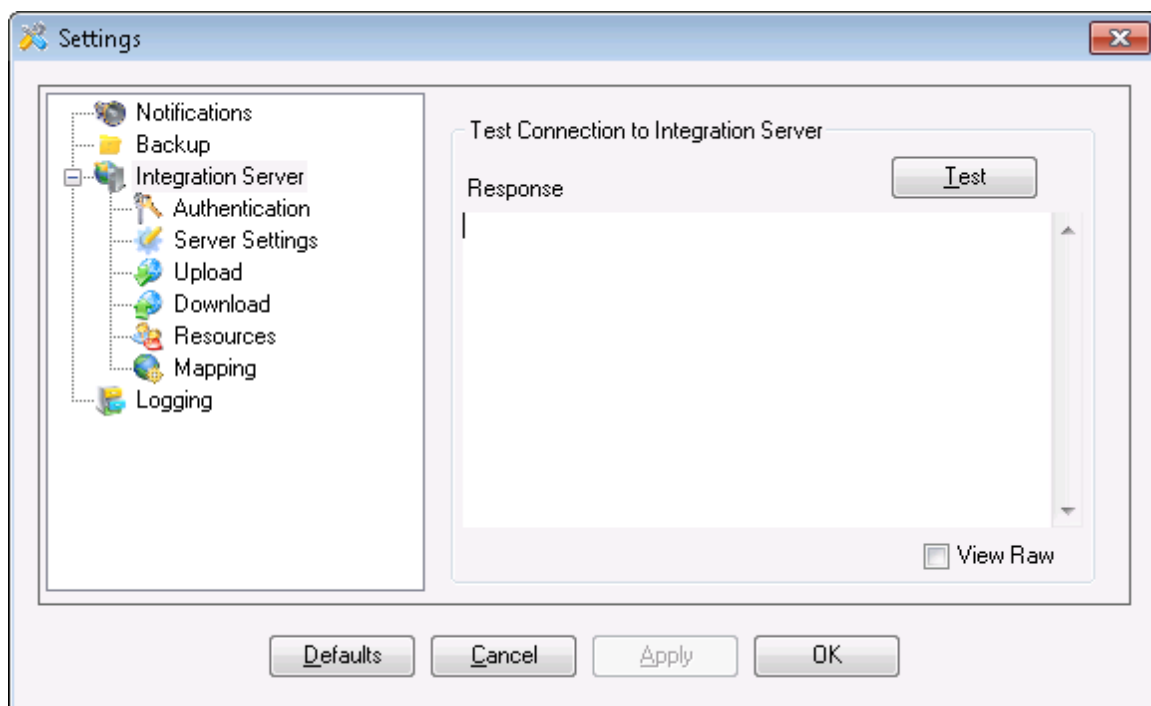 Settings
Notifications
Backup
Integration Server
Authentication
Server Settings
Upload
Download
Resources
Mapping
Logging
Test Connection to Integration Server
Test
Response
View Raw
Defaults
Cancel
Apply
OK